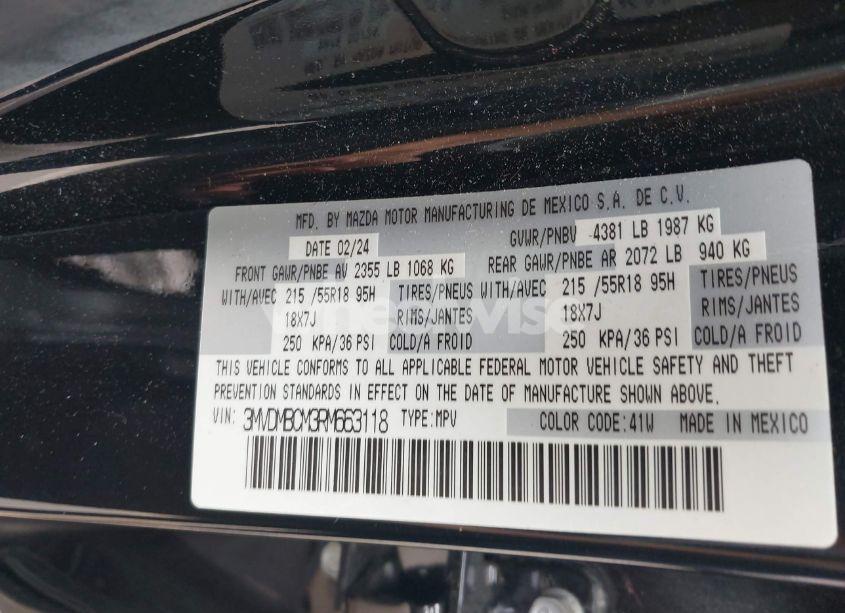 MFD. BY MAZDA MOTOR MANUFACTURING DE MEXICO S.A. DE C.V.
DATE 02/24 GVWR/PNBV 4381 LB 1987 KG
FRONT GAWR/PNBE AV 2355 LB 1068 KG REAR GAWR/PNBE AR 2072 LB 940 KG
WITH/AVEC 215 /55R18 95H TIRES/PNEUS WITH/AVEC 215 /55R18 95H TIRES/PNEUS
18X7J RIMS/JANTES 18X7J RIMS/JANTES
250 KPA/36 PSI COLD/A FROID 250 KPA/36 PSI COLD/A FROID
THIS VEHICLE CONFORMS TO ALL APPLICABLE FEDERAL MOTOR VEHICLE SAFETY AND THEFT
PREVENTION STANDARDS IN EFFECT ON THE DATE OF MANUFACTURE SHOWN ABOVE.
VIN: 3MVDMBCM3RM663118 TYPE:MPV COLOR CODE:41W MADE IN MEXICO